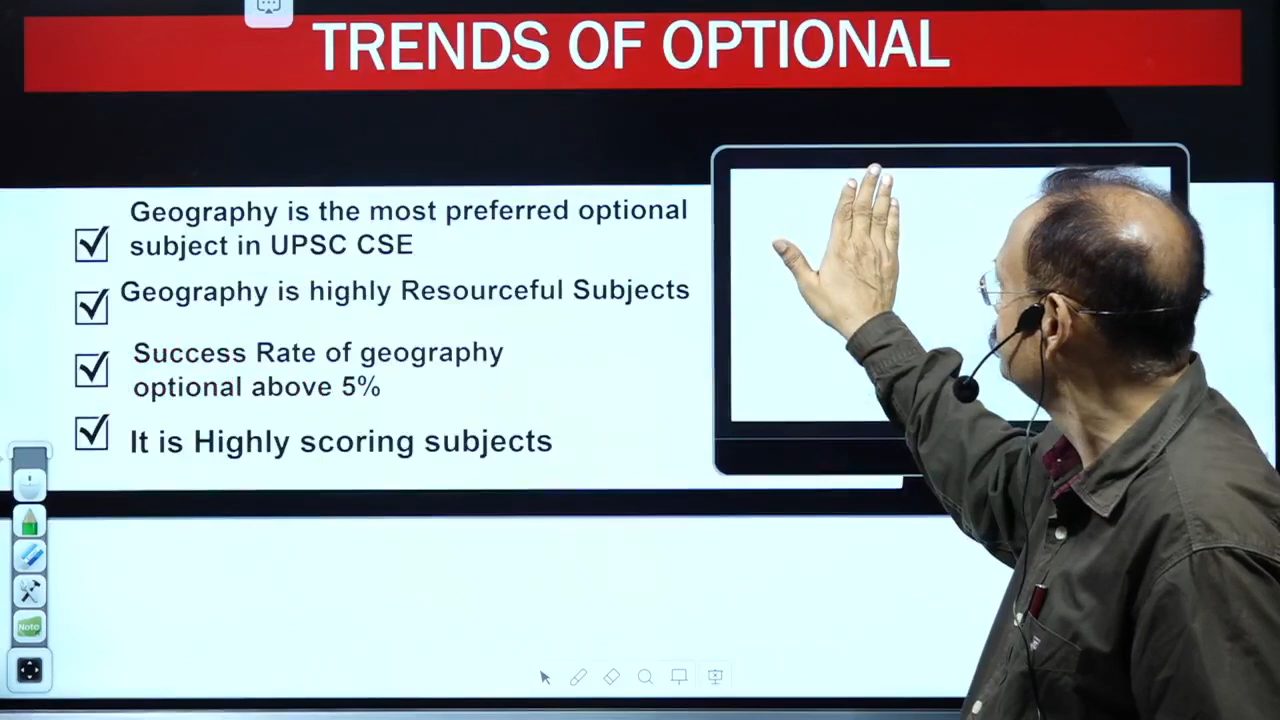 TRENDS OF OPTIONAL
Geography is the most preferred optional
subject in UPSC CSE
Geography is highly Resourceful Subjects
Success Rate of geography
optional above 5%
It is Highly scoring subjects
Note